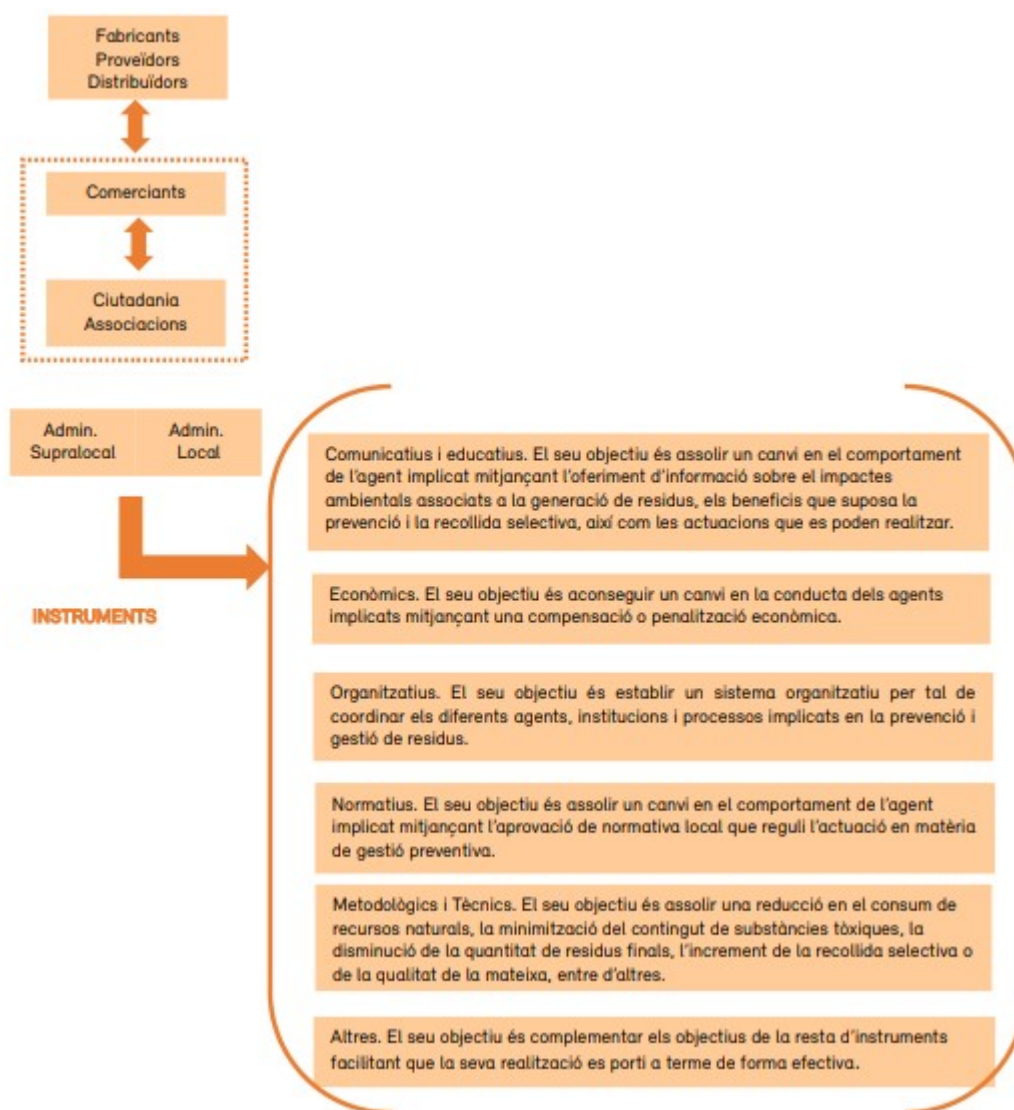 Fabricants
Proveïdors
Distribuïdors
Comerciants
Ciutadania
Associacions
Admin.
Supralocal
Admin.
Local
INSTRUMENTS
Comunicatius i educatius. El seu objectiu és assolir un canvi en el comportament
de l'agent implicat mitjançant l'oferiment d'informació sobre el impactes
ambientals associats a la generació de residus, els beneficis que suposa la
prevenció i la recollida selectiva, així com les actuacions que es poden realitzar.
Econòmics. El seu objectiu és aconseguir un canvi en la conducta dels agents
implicats mitjançant una compensació o penalització econòmica.
Organitzatius. El seu objectiu és establir un sistema organitzatiu per tal de
coordinar els diferents agents, institucions i processos implicats en la prevenció i
gestió de residus.
Normatius. El seu objectiu és assolir un canvi en el comportament de l'agent
implicat mitjançant l'aprovació de normativa local que reguli l'actuació en matèria
de gestió preventiva.
Metodològics i Tècnics. El seu objectiu és assolir una reducció en el consum de
recursos naturals, la minimització del contingut de substàncies tòxiques, la
disminució de la quantitat de residus finals, l'increment de la recollida selectiva o
de la qualitat de la mateixa, entre d'altres.
Altres. El seu objectiu és complementar els objectius de la resta d'instruments
facilitant que la seva realització es porti a terme de forma efectiva.